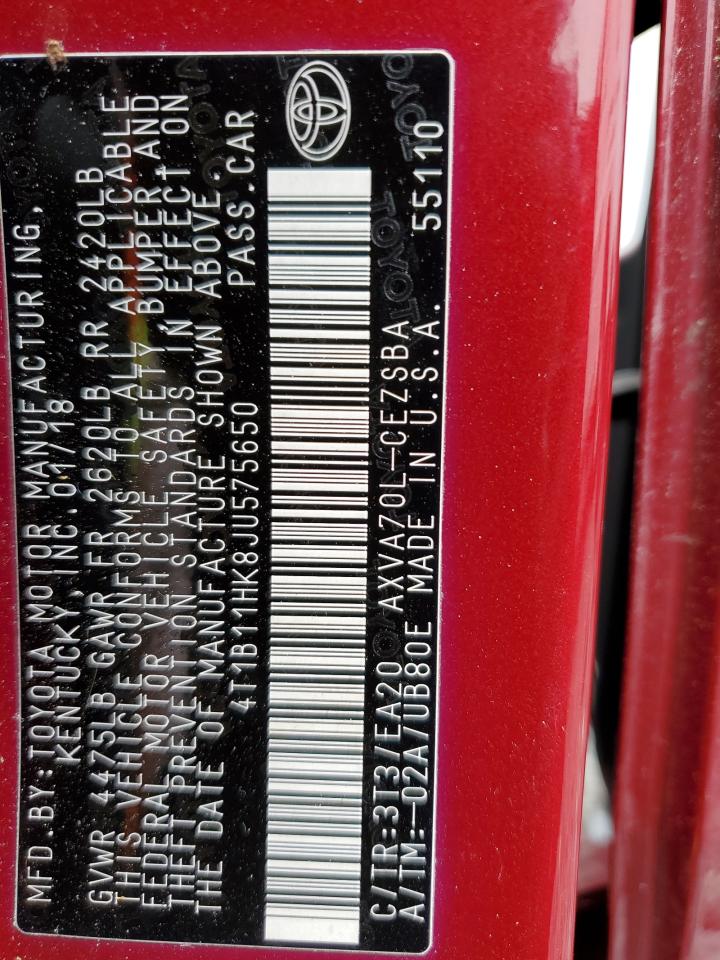 MFD.BY:TOYOTA MOTOR MANUFACTURING,
KENTUCKY, INC.01/18
GVWR 4475LB GAWR FR 2620LB RR 2420LB
THIS VEHICLE CONFORMS TO ALL APPLICABLE
FEDERAL MOTOR VEHICLE SAFETY, BUMPER, AND
THEFT PREVENTION STANDARDS IN EFFECT ON
THE DATE OF MANUFACTURE SHOWN ABOVE.
4T1B11HK8JU575650 PASS.CAR
C/TR:3T3/EA20 AXVA70L-CEZSBA
A/TM:-02A/UB80E MADE IN U.S.A. 55110
TOYOTA